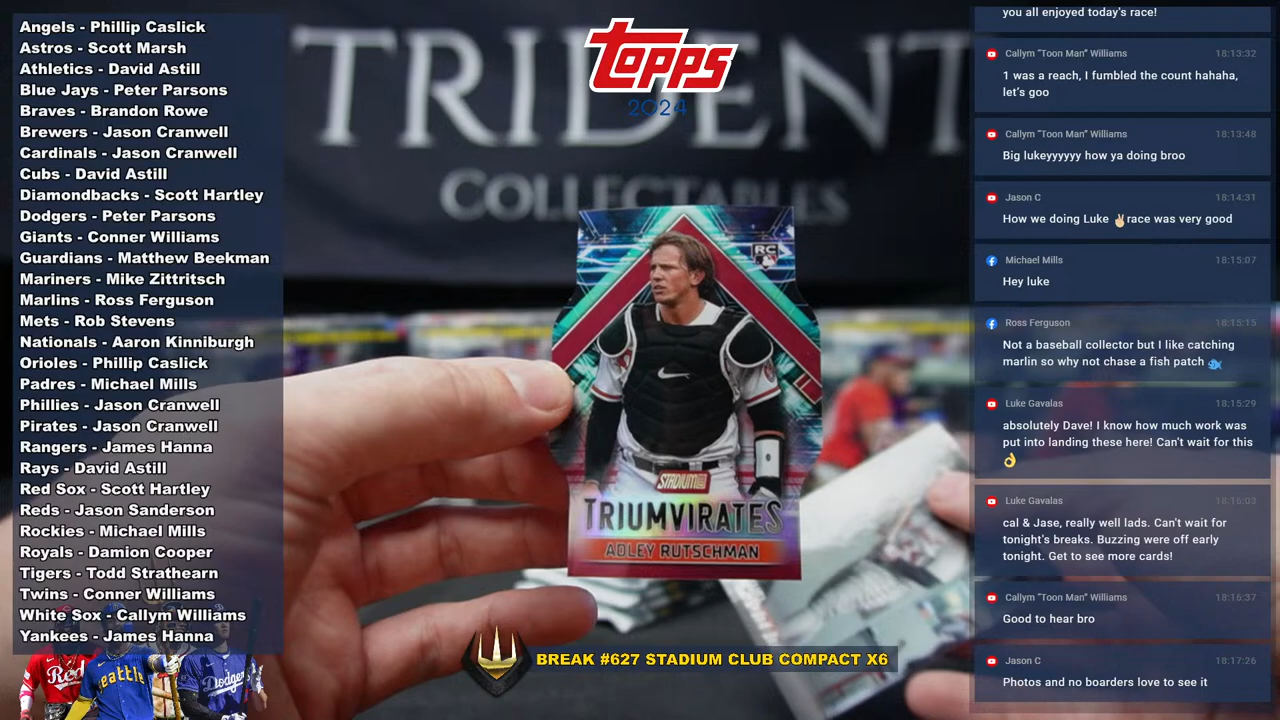 Angels - Phillip Caslick
Astros - Scott Marsh
Athletics - David Astill
Blue Jays - Peter Parsons
Braves - Brandon Rowe
Brewers - Jason Cranwell
Cardinals - Jason Cranwell
Cubs - David Astill
Diamondbacks - Scott Hartley
Dodgers - Peter Parsons
Giants - Conner Williams
Guardians - Matthew Beekman
Mariners - Mike Zittritsch
Marlins - Ross Ferguson
Mets - Rob Stevens
Nationals - Aaron Kinniburgh
Orioles - Phillip Caslick
Padres - Michael Mills
Phillies - Jason Cranwell
Pirates - Jason Cranwell
Rangers - James Hanna
Rays - David Astill
Red Sox - Scott Hartley
Reds - Jason Sanderson
Rockies - Michael Mills
Royals - Damion Cooper
Tigers - Todd Strathearn
Twins - Conner Williams
White Sox - Callym Williams
Yankees - James Hanna
Reds
Seattle
Dodgers
TRIDENT
COLLECTABLES
Topps
2024
RC
STADIUM
TRIUMVIRATES
ADLEY RUTSCHMAN
BREAK #627 STADIUM CLUB COMPACT X6
you all enjoyed today's race!
Callym "Toon Man" Williams 18:13:32
1 was a reach, I fumbled the count hahaha,
let's goo
Callym "Toon Man" Williams 18:13:48
Big lukeyyyyyy how ya doing broo
Jason C 18:14:31
How we doing Luke ✌🏻race was very good
Michael Mills 18:15:07
Hey luke
Ross Ferguson 18:15:15
Not a baseball collector but I like catching
marlin so why not chase a fish patch 🐟
Luke Gavalas 18:15:29
absolutely Dave! I know how much work was
put into landing these here! Can't wait for this
👌
Luke Gavalas 18:16:03
cal & Jase, really well lads. Can't wait for
tonight's breaks. Buzzing were off early
tonight. Get to see more cards!
Callym "Toon Man" Williams 18:16:37
Good to hear bro
Jason C 18:17:26
Photos and no boarders love to see it